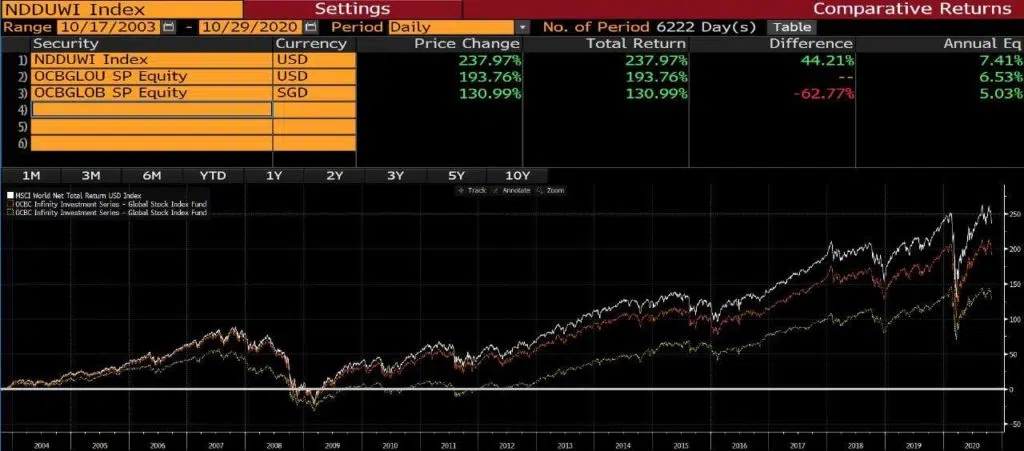 NDDUWI Index Settings Comparative Returns
Range 10/17/2003 - 10/29/2020 Period Daily No. of Period 6222 Day(s) Table
Security Currency Price Change Total Return Difference Annual Eq
1) NDDUWI Index USD 237.97% 237.97% 44.21% 7.41%
2) OCBGLOU SP Equity USD 193.76% 193.76% -- 6.53%
3) OCBGLOB SP Equity SGD 130.99% 130.99% -62.77% 5.03%
4)
5)
6)
1M 3M 6M YTD 1Y 2Y 3Y 5Y 10Y
Track Annotate Zoom
MSCI World Net Total Return USD Index
OCBC Infinity Investment Series - Global Stock Index Fund
OCBC Infinity Investment Series - Global Stock Index Fund
250
200
150
100
50
0
-50
2004 2005 2006 2007 2008 2009 2010 2011 2012 2013 2014 2015 2016 2017 2018 2019 2020